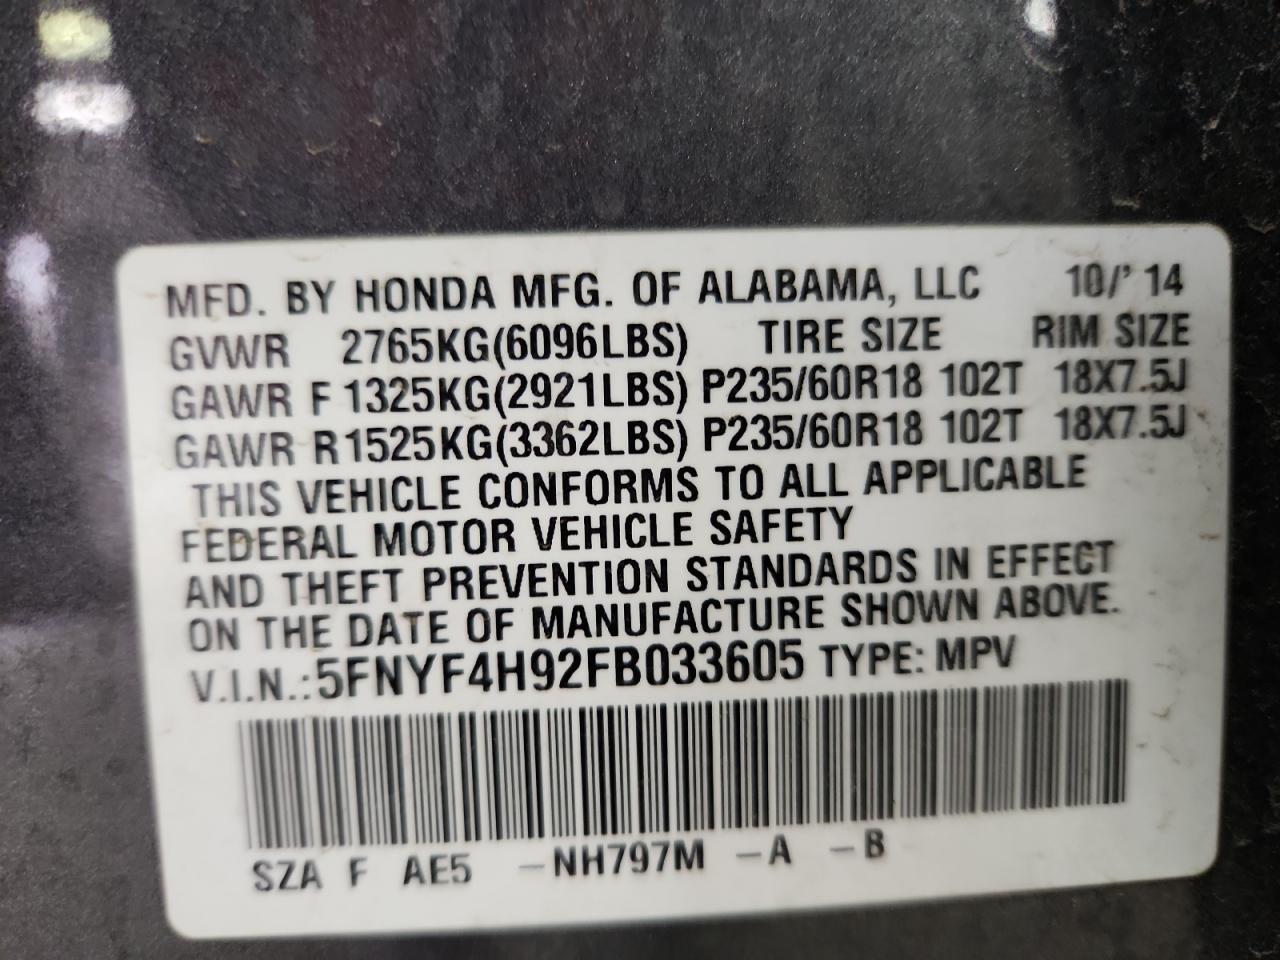 MFD. BY HONDA MFG. OF ALABAMA, LLC 10/' 14
GVWR 2765KG(6096LBS) TIRE SIZE RIM SIZE
GAWR F 1325KG(2921LBS) P235/60R18 102T 18X7.5J
GAWR R1525KG(3362LBS) P235/60R18 102T 18X7.5J
THIS VEHICLE CONFORMS TO ALL APPLICABLE
FEDERAL MOTOR VEHICLE SAFETY
AND THEFT PREVENTION STANDARDS IN EFFECT
ON THE DATE OF MANUFACTURE SHOWN ABOVE.
V.I.N.:5FNYF4H92FB033605 TYPE: MPV
SZA F AE5 -NH797M -A -B